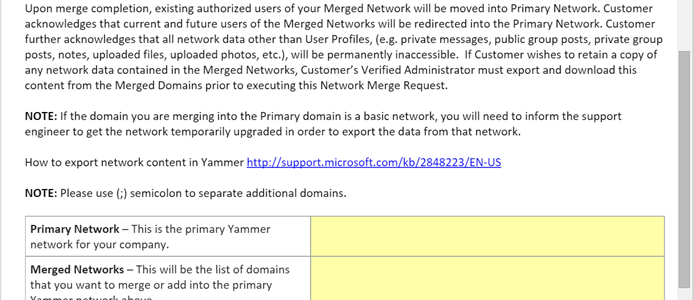 Upon merge completion, existing authorized users of your Merged Network will be moved into Primary Network. Customer
acknowledges that current and future users of the Merged Networks will be redirected into the Primary Network. Customer
further acknowledges that all network data other than User Profiles, (e.g. private messages, public group posts, private group
posts, notes, uploaded files, uploaded photos, etc.), will be permanently inaccessible.  If Customer wishes to retain a copy of
any network data contained in the Merged Networks, Customer’s Verified Administrator must export and download this
content from the Merged Domains prior to executing this Network Merge Request.
NOTE: If the domain you are merging into the Primary domain is a basic network, you will need to inform the support
engineer to get the network temporarily upgraded in order to export the data from that network.
How to export network content in Yammer http://support.microsoft.com/kb/2848223/EN-US
NOTE: Please use (;) semicolon to separate additional domains.
Primary Network – This is the primary Yammer
network for your company.
Merged Networks – This will be the list of domains
that you want to merge or add into the primary
Yammer network above.